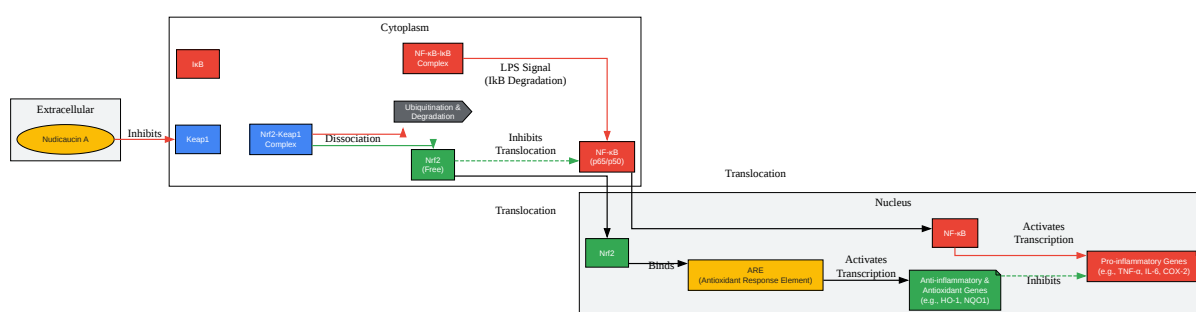 Cytoplasm
IκB
NF-κB-IκB
Complex
LPS Signal
(IkB Degradation)
Extracellular
Nudicaucin A
Inhibits
Keap1
Nrf2-Keap1
Complex
Ubiquitination &
Degradation
Dissociation
Nrf2
(Free)
Inhibits
Translocation
NF-κB
(p65/p50)
Translocation
Translocation
Nucleus
Nrf2
Binds
ARE
(Antioxidant Response Element)
Activates
Transcription
NF-κB
Activates
Transcription
Anti-inflammatory &
Antioxidant Genes
(e.g., HO-1, NQO1)
Inhibits
Pro-inflammatory Genes
(e.g., TNF-α, IL-6, COX-2)